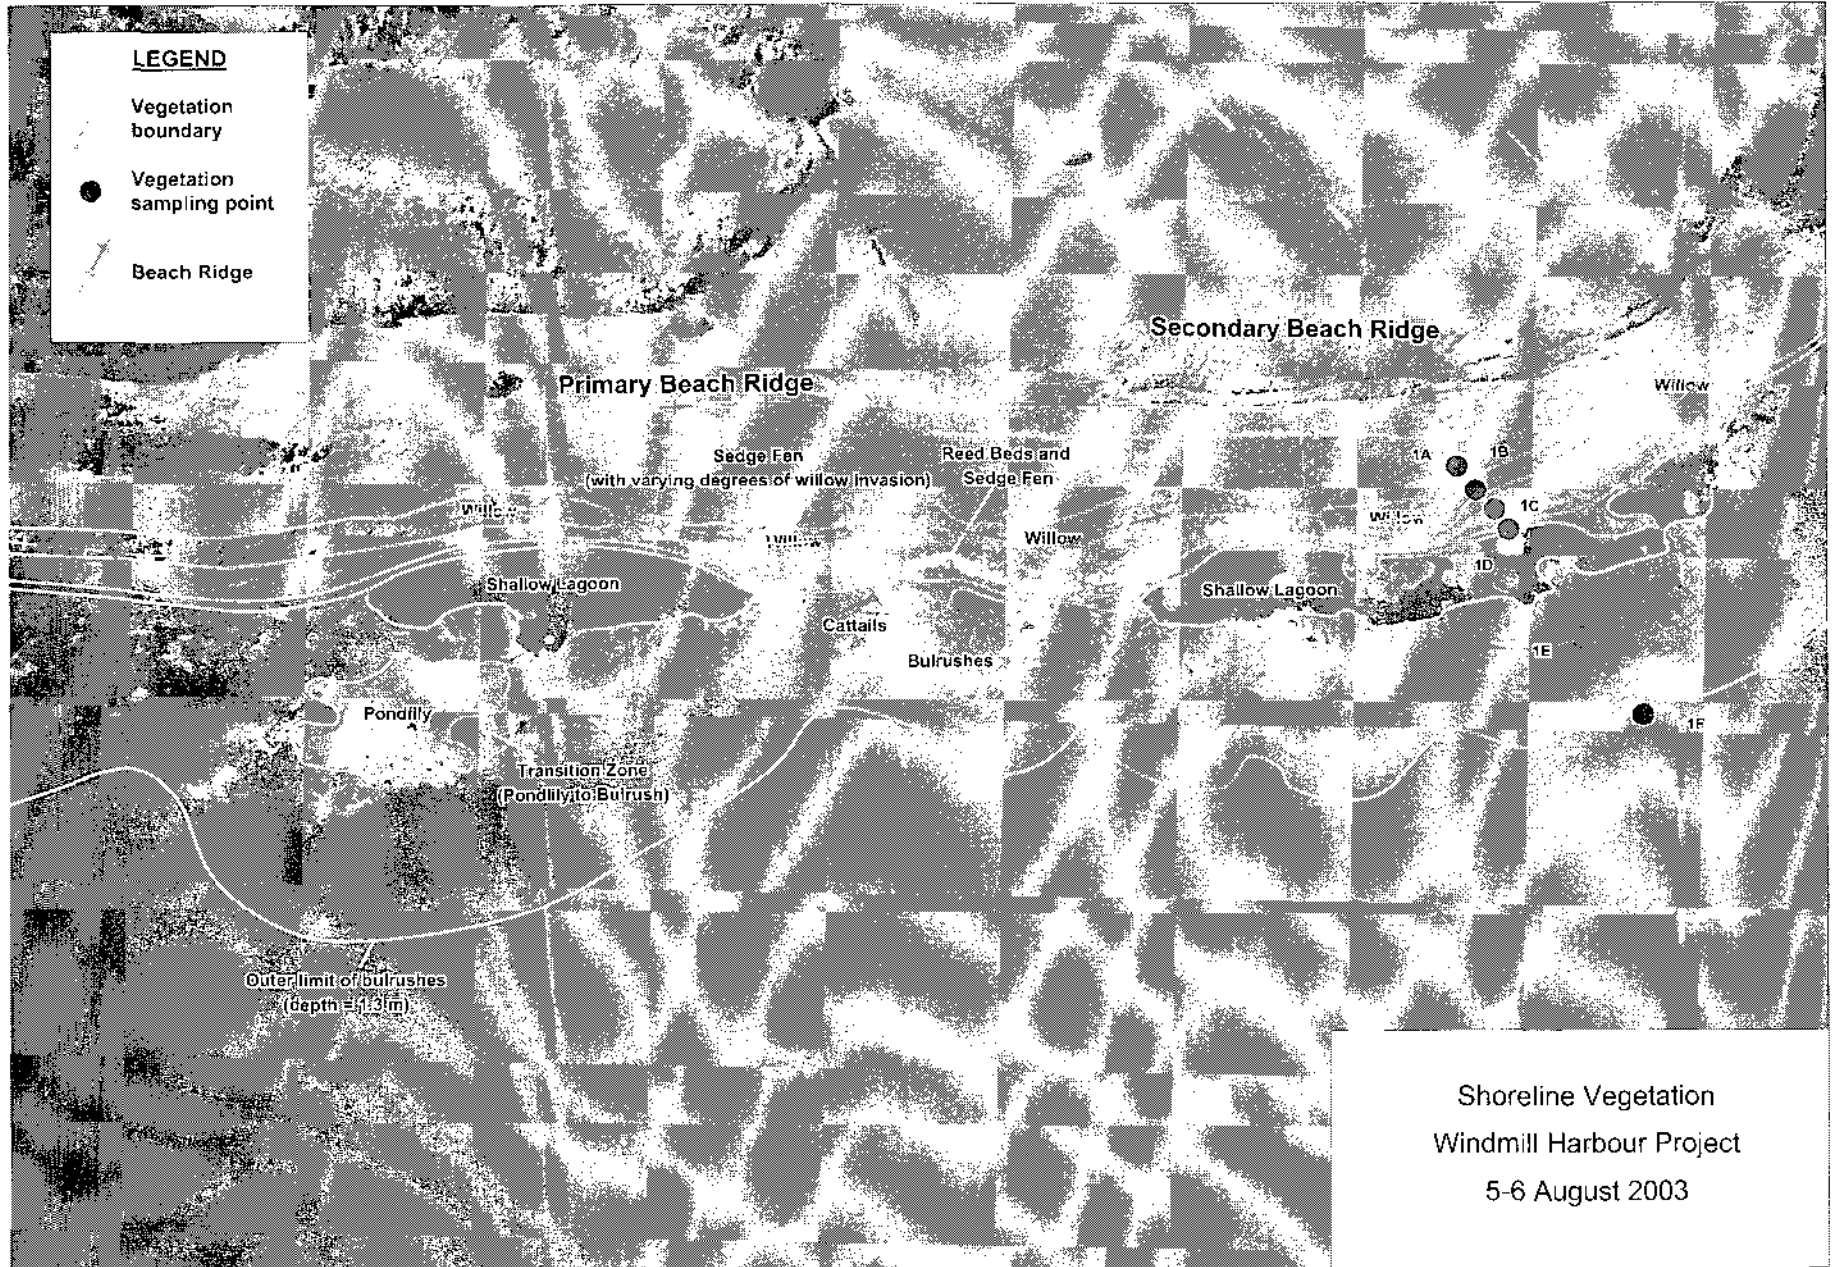 LEGEND
Vegetation
boundary
Vegetation
sampling point
Beach Ridge
Secondary Beach Ridge
Primary Beach Ridge
Willow
Sedge Fen
(with varying degrees of willow invasion)
Reed Beds and
Sedge Fen
1A
1B
1C
1D
Willow
Willow
Willow
Willow
Shallow Lagoon
Shallow Lagoon
Cattails
Bulrushes
1E
Pondlily
1F
Transition Zone
(Pondlily to Bulrush)
Outer limit of bulrushes
(depth = 1.3 m)
Shoreline Vegetation
Windmill Harbour Project
5-6 August 2003